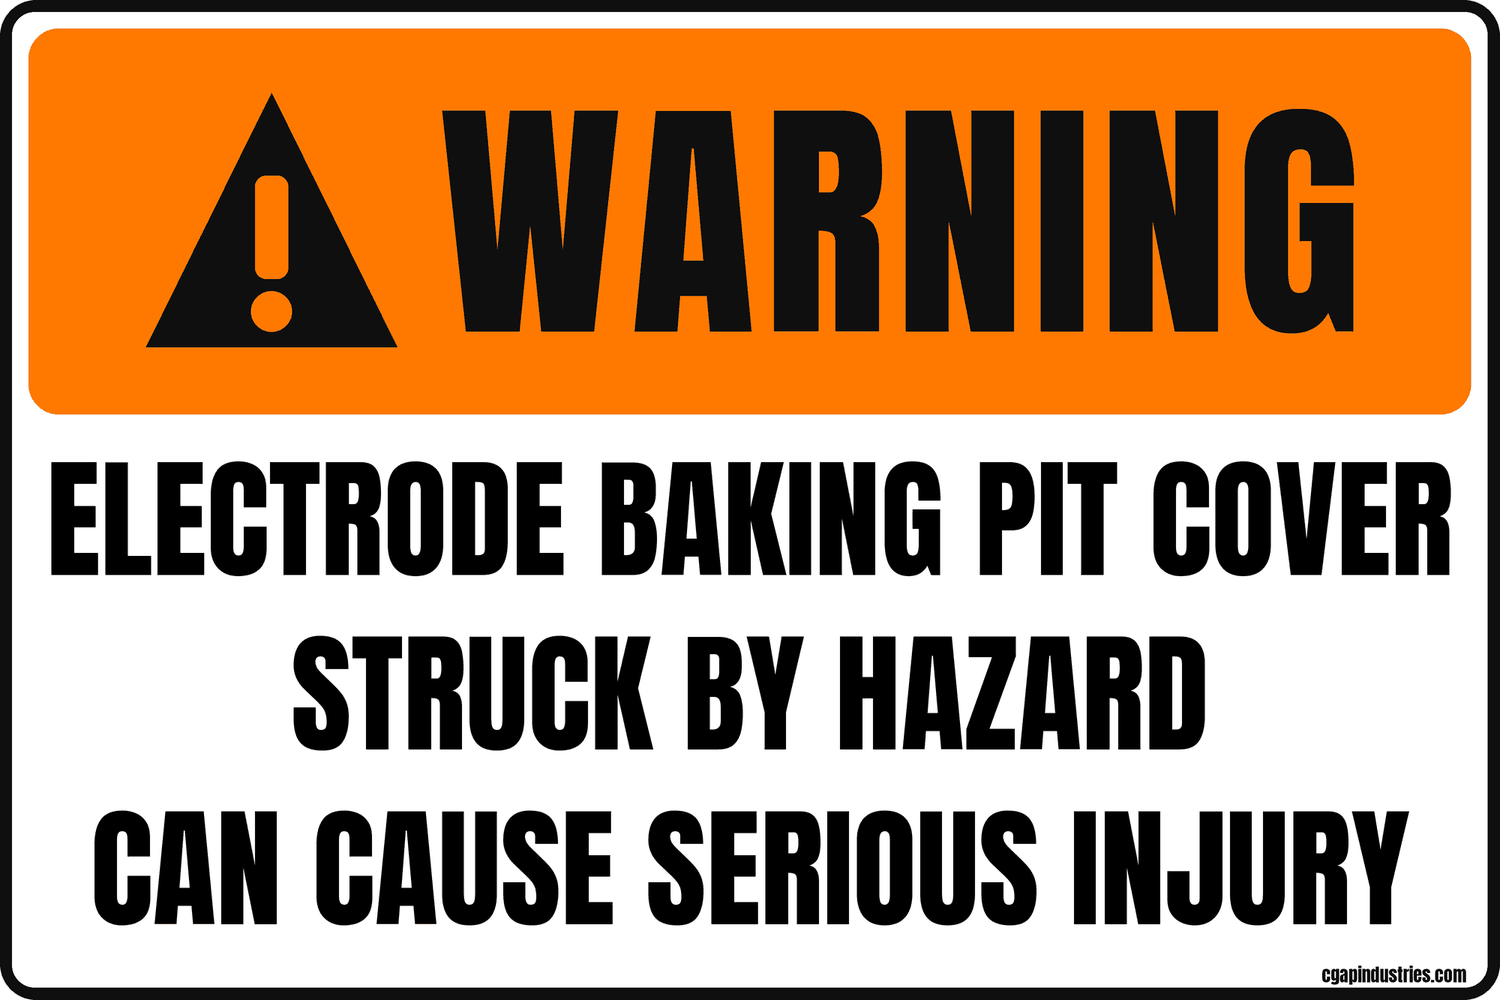 WARNING
ELECTRODE BAKING PIT COVER
STRUCK BY HAZARD
CAN CAUSE SERIOUS INJURY
cgapindustries.com